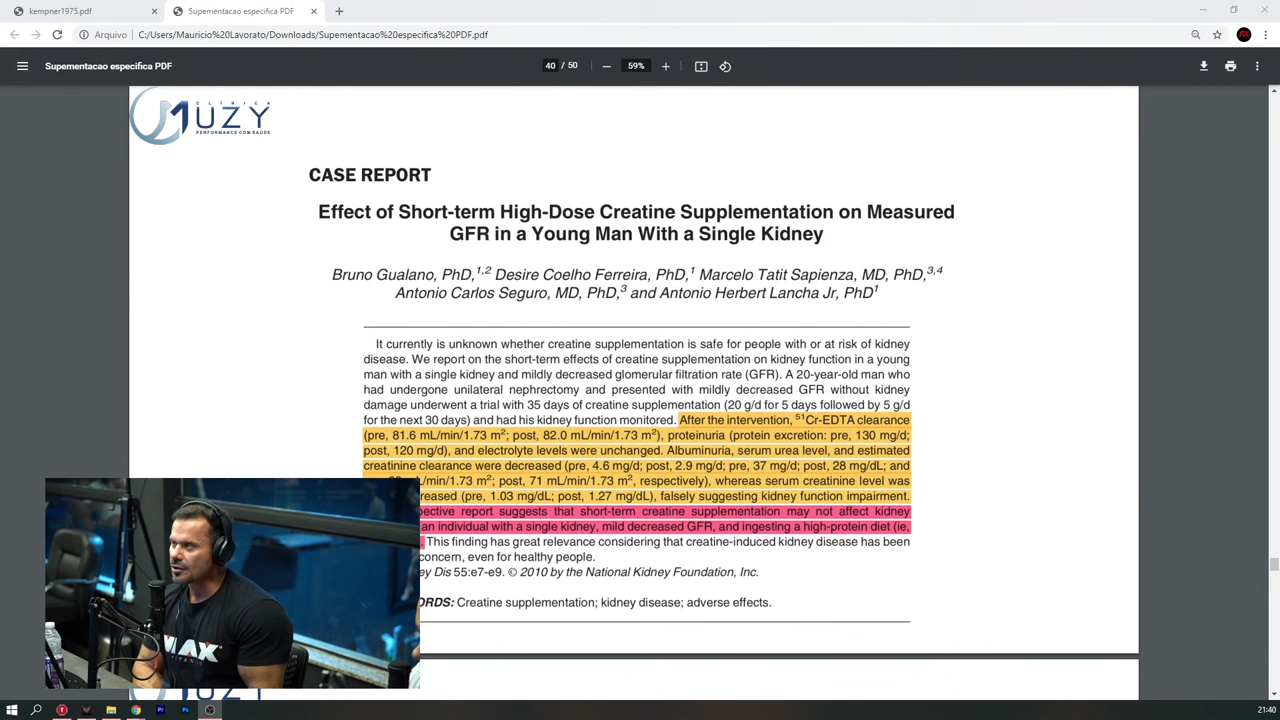 kempner1975.pdf
Supementacao especifica PDF
Arquivo
C:/Users/Mauricio%20Lavorato/Downloads/Supementacao%20especifica%20PDF.pdf
Supementacao especifica PDF
40 / 50
59%
CLÍNICA
MUZY
PERFORMANCE COM SAÚDE
CASE REPORT
Effect of Short-term High-Dose Creatine Supplementation on Measured
GFR in a Young Man With a Single Kidney
Bruno Gualano, PhD,1,2 Desire Coelho Ferreira, PhD,1 Marcelo Tatit Sapienza, MD, PhD,3,4
Antonio Carlos Seguro, MD, PhD,3 and Antonio Herbert Lancha Jr, PhD1
It currently is unknown whether creatine supplementation is safe for people with or at risk of kidney
disease. We report on the short-term effects of creatine supplementation on kidney function in a young
man with a single kidney and mildly decreased glomerular filtration rate (GFR). A 20-year-old man who
had undergone unilateral nephrectomy and presented with mildly decreased GFR without kidney
damage underwent a trial with 35 days of creatine supplementation (20 g/d for 5 days followed by 5 g/d
for the next 30 days) and had his kidney function monitored. After the intervention, 51Cr-EDTA clearance
(pre, 81.6 mL/min/1.73 m2; post, 82.0 mL/min/1.73 m2), proteinuria (protein excretion: pre, 130 mg/d;
post, 120 mg/d), and electrolyte levels were unchanged. Albuminuria, serum urea level, and estimated
creatinine clearance were decreased (pre, 4.6 mg/d; post, 2.9 mg/d; pre, 37 mg/d; post, 28 mg/dL; and
L/min/1.73 m2; post, 71 mL/min/1.73 m2, respectively), whereas serum creatinine level was
creased (pre, 1.03 mg/dL; post, 1.27 mg/dL), falsely suggesting kidney function impairment.
pective report suggests that short-term creatine supplementation may not affect kidney
an individual with a single kidney, mild decreased GFR, and ingesting a high-protein diet (ie,
This finding has great relevance considering that creatine-induced kidney disease has been
concern, even for healthy people.
ey Dis 55:e7-e9. © 2010 by the National Kidney Foundation, Inc.
ORDS: Creatine supplementation; kidney disease; adverse effects.
MAX
TITANIUM
UZY
21:40